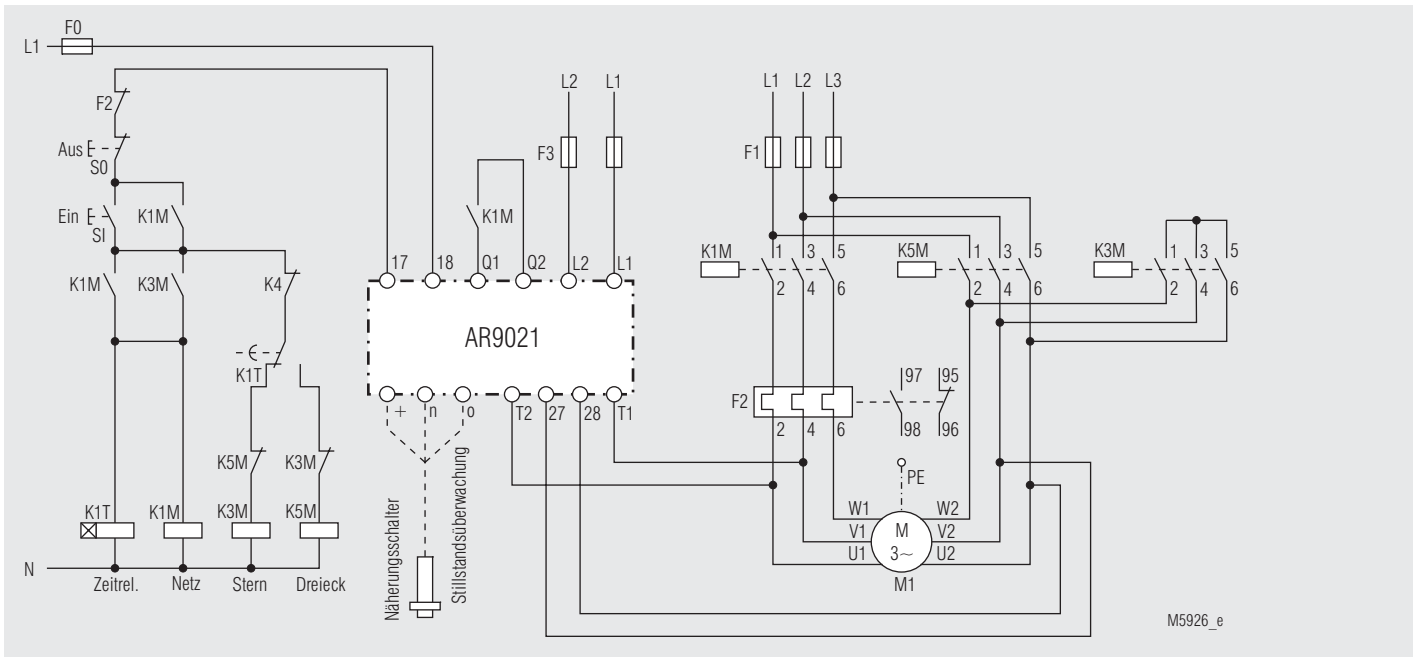 F0
L1
F2
Aus
S0
Ein
SI
K1M
K1M
K3M
K4
K1T
K5M
K3M
K1T
K1M
K3M
K5M
N
Zeitrel.
Netz
Stern
Dreieck
L2
L1
F3
K1M
17
18
Q1
Q2
L2
L1
AR9021
+
n
o
T2
27
28
T1
Näherungsschalter
Stillstandsüberwachung
L1
L2
L3
F1
K1M
1
3
5
2
4
6
K5M
1
3
5
2
4
6
K3M
1
3
5
2
4
6
F2
2
4
6
97
95
98
96
PE
W1
W2
V1
M
V2
U1
3~
U2
M1
M5926_e